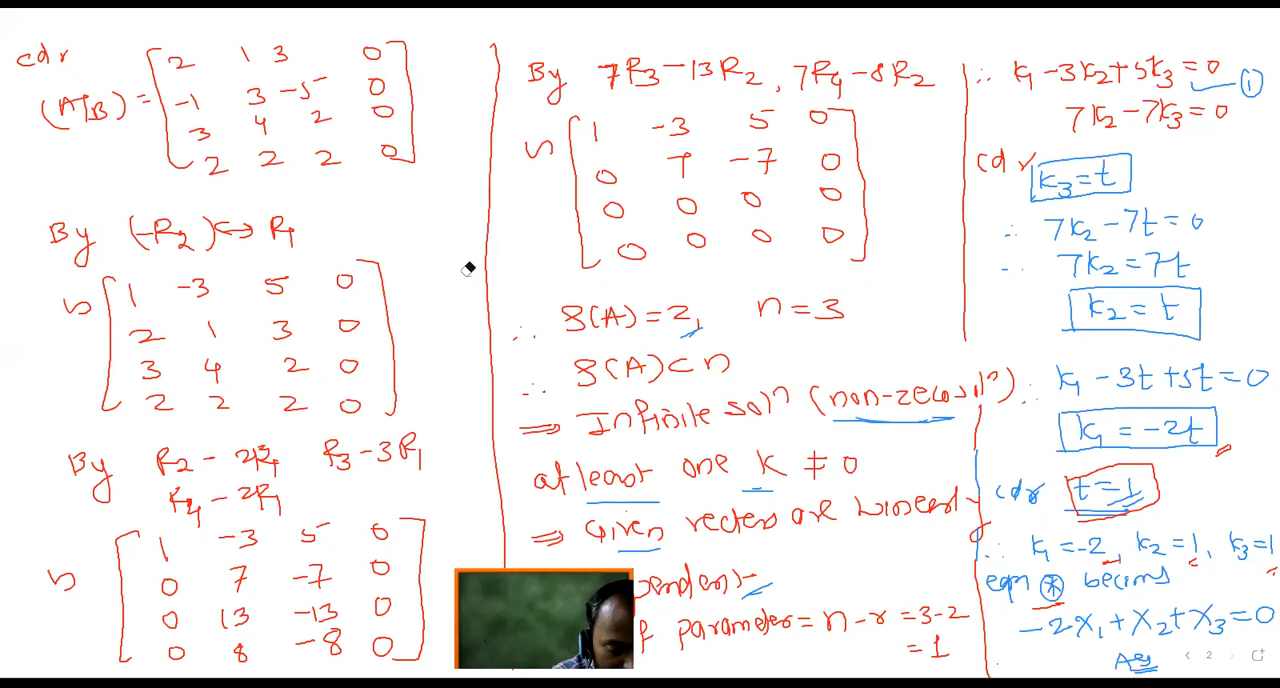 cdr
(A|B) = [ 2 1 3 0
-1 3 -5 0
3 4 2 0
2 2 2 0 ]
By (-R2) ↔ R1
~ [ 1 -3 5 0
2 1 3 0
3 4 2 0
2 2 2 0 ]
By R2 - 2R1 R3 - 3R1
R4 - 2R1
~ [ 1 -3 5 0
0 7 -7 0
0 13 -13 0
0 8 -8 0 ]
By 7R3 - 13R2, 7R4 - 8R2
~ [ 1 -3 5 0
0 7 -7 0
0 0 0 0
0 0 0 0 ]
∴ ρ(A) = 2, n = 3
∴ ρ(A) < n
⇒ Infinite solⁿ (non-zero solⁿ)
at least one k ≠ 0
⇒ Given vectors are linearly
parameter = n - r = 3-2
= 1
∴ k1 - 3k2 + 5k3 = 0 ①
7k2 - 7k3 = 0
cdr
k3 = t
∴ 7k2 - 7t = 0
∴ 7k2 = 7t
k2 = t
∴ k1 - 3t + 5t = 0
k1 = -2t
cdr t = 1
∴ k1 = -2, k2 = 1, k3 = 1
eqn ⊛ becoms
-2X1 + X2 + X3 = 0
Ans
< 2 >